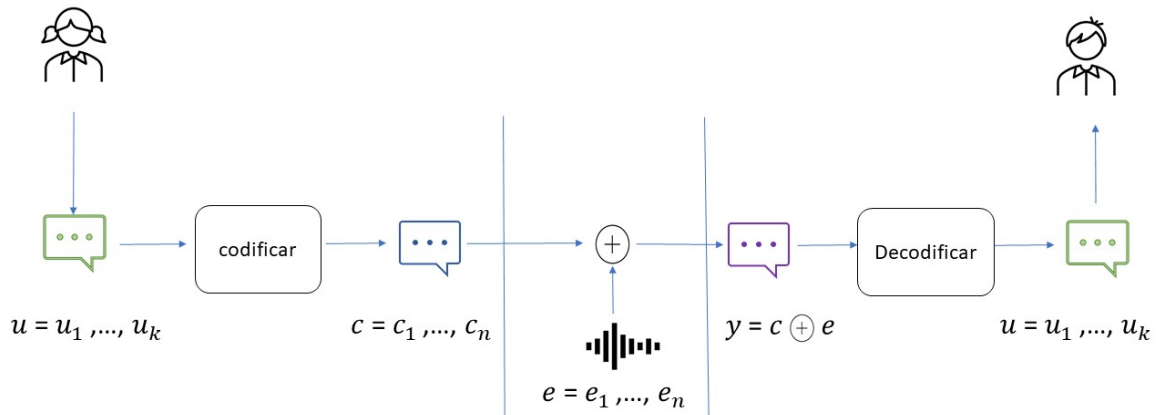 codificar
Decodificar
u = u₁ ,..., uₖ
c = c₁ ,..., cₙ
y = c ⊕ e
u = u₁ ,..., uₖ
e = e₁ ,..., eₙ
+